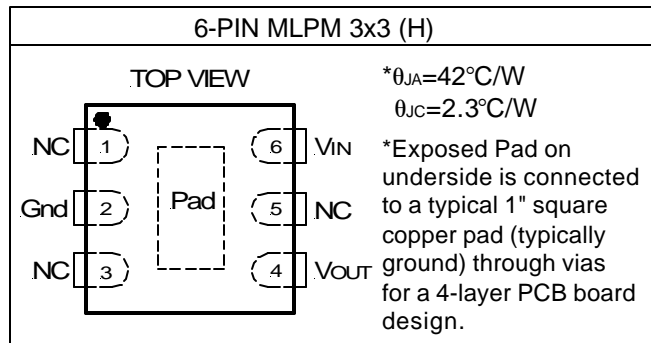 6-PIN MLPM 3x3 (H)
TOP VIEW
NC 1
Gnd 2
NC 3
Pad
6 VIN
5 NC
4 VOUT
*θJA=42°C/W
θJC=2.3°C/W
*Exposed Pad on
underside is connected
to a typical 1" square
copper pad (typically
ground) through vias
for a 4-layer PCB board
design.